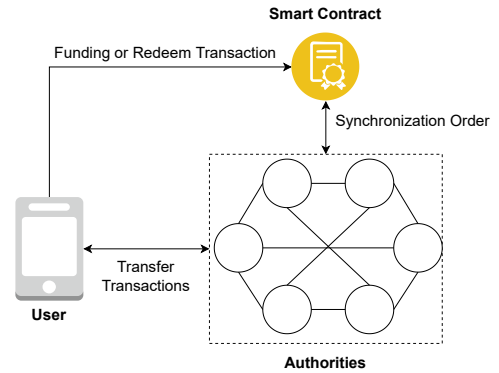 Smart Contract
Funding or Redeem Transaction
Synchronization Order
Transfer
Transactions
User
Authorities